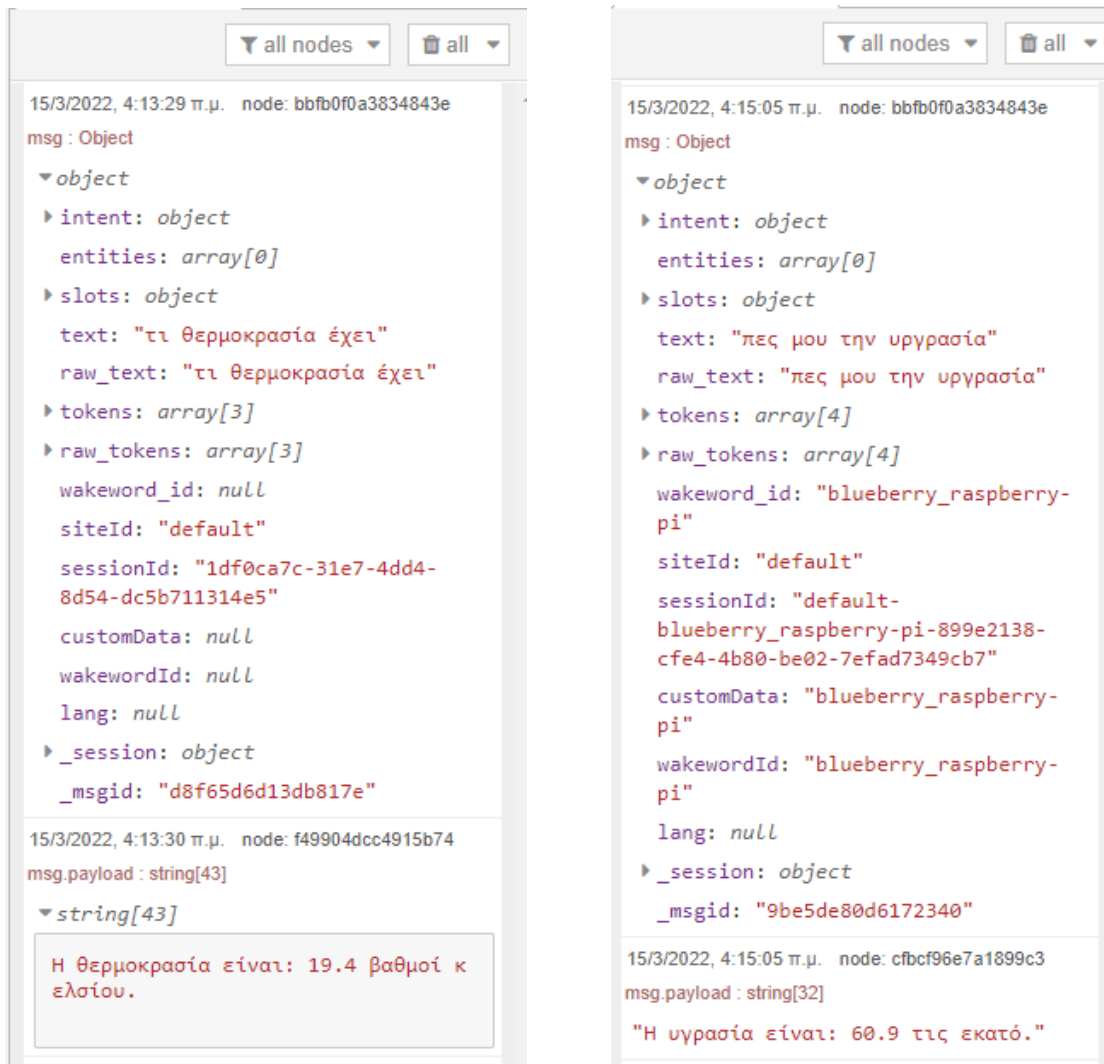 all nodes
all
15/3/2022, 4:13:29 π.μ. node: bbfb0f0a3834843e
msg : Object
object
intent: object
entities: array[0]
slots: object
text: "τι θερμοκρασία έχει"
raw_text: "τι θερμοκρασία έχει"
tokens: array[3]
raw_tokens: array[3]
wakeword_id: null
siteId: "default"
sessionId: "1df0ca7c-31e7-4dd4-
8d54-dc5b711314e5"
customData: null
wakewordId: null
lang: null
_session: object
_msgid: "d8f65d6d13db817e"
15/3/2022, 4:13:30 π.μ. node: f49904dcc4915b74
msg.payload : string[43]
string[43]
Η θερμοκρασία είναι: 19.4 βαθμοί κ
ελσίου.
all nodes
all
15/3/2022, 4:15:05 π.μ. node: bbfb0f0a3834843e
msg : Object
object
intent: object
entities: array[0]
slots: object
text: "πες μου την υργρασία"
raw_text: "πες μου την υργρασία"
tokens: array[4]
raw_tokens: array[4]
wakeword_id: "blueberry_raspberry-
pi"
siteId: "default"
sessionId: "default-
blueberry_raspberry-pi-899e2138-
cfe4-4b80-be02-7efad7349cb7"
customData: "blueberry_raspberry-
pi"
wakewordId: "blueberry_raspberry-
pi"
lang: null
_session: object
_msgid: "9be5de80d6172340"
15/3/2022, 4:15:05 π.μ. node: cfbcf96e7a1899c3
msg.payload : string[32]
"Η υγρασία είναι: 60.9 τις εκατό."